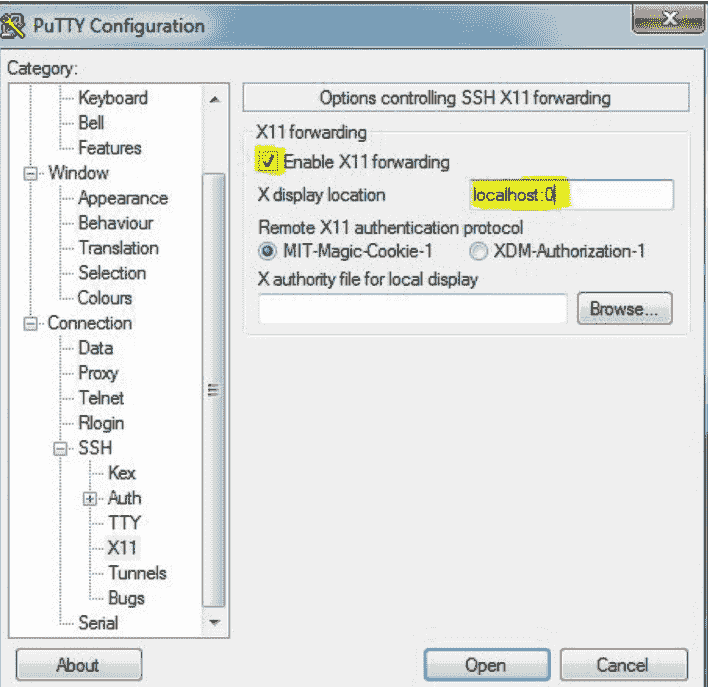 PuTTY Configuration
Category:
Keyboard
Bell
Features
Window
Appearance
Behaviour
Translation
Selection
Colours
Connection
Data
Proxy
Telnet
Rlogin
SSH
Kex
Auth
TTY
X11
Tunnels
Bugs
Serial
Options controlling SSH X11 forwarding
X11 forwarding
Enable X11 forwarding
X display location localhost:0
Remote X11 authentication protocol
MIT-Magic-Cookie-1 XDM-Authorization-1
X authority file for local display
Browse...
About Open Cancel